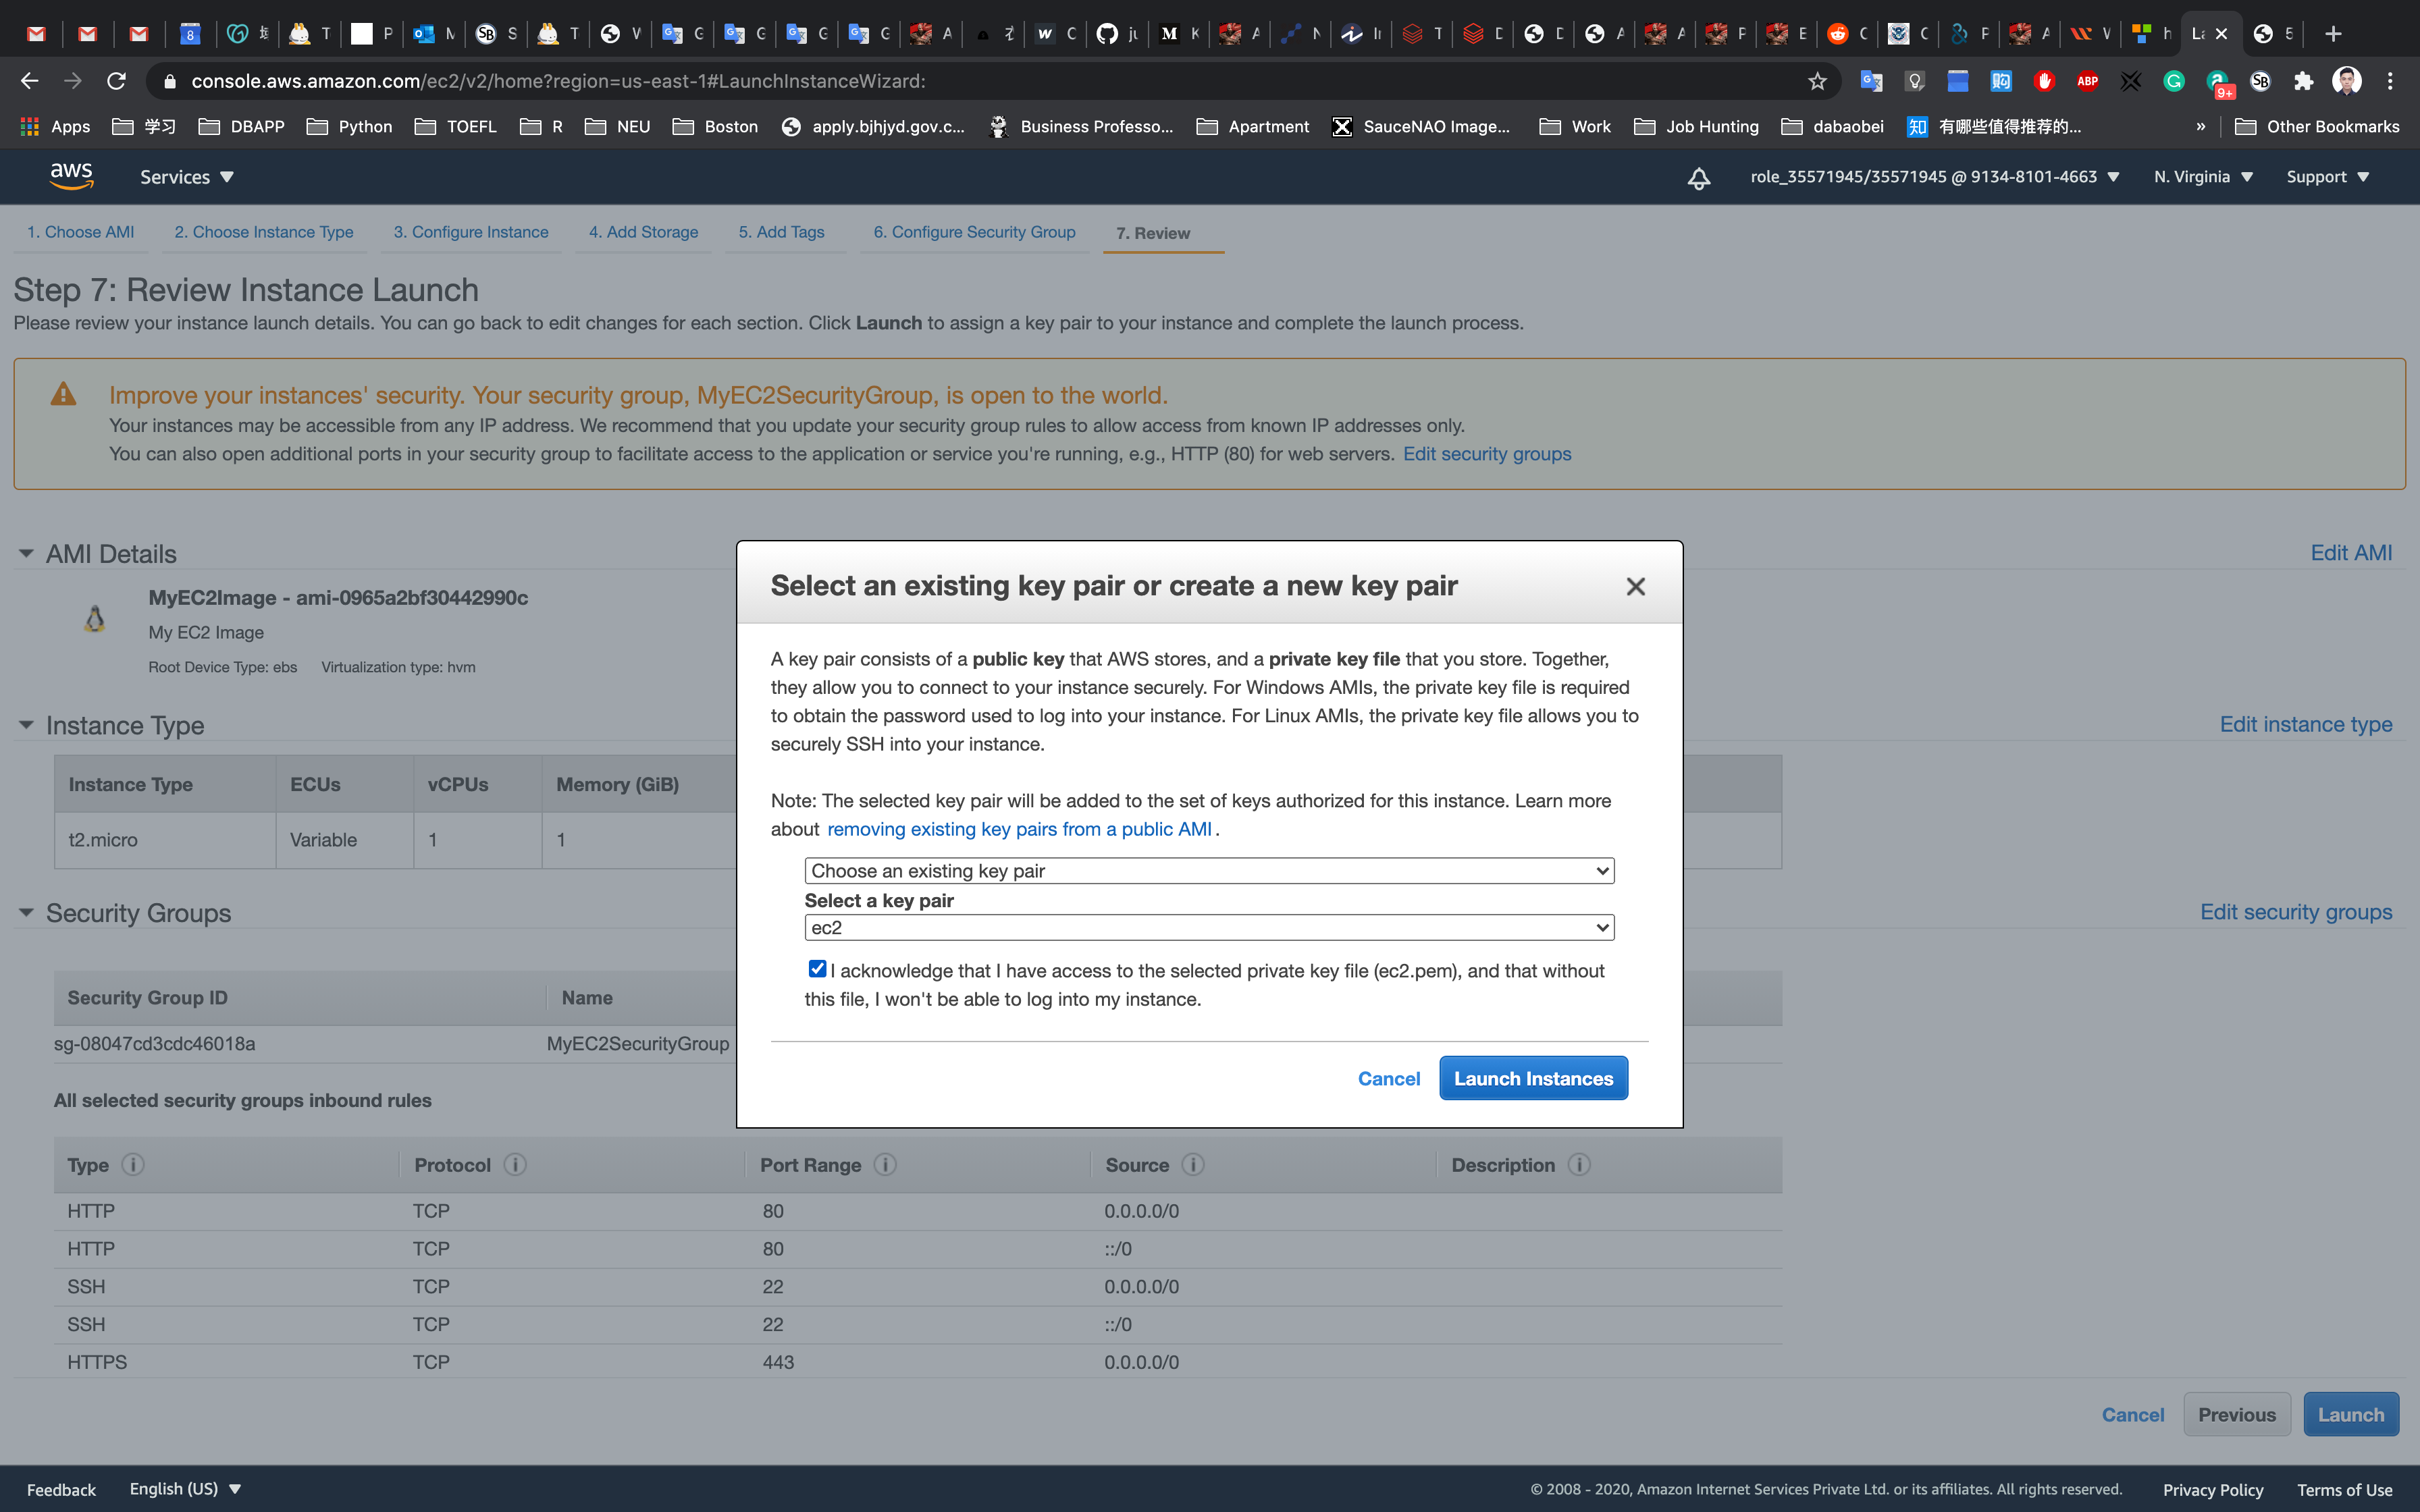 console.aws.amazon.com/ec2/v2/home?region=us-east-1#LaunchInstanceWizard:
ABP
9+
Apps 学习 DBAPP Python TOEFL R NEU Boston apply.bjhjyd.gov.c... Business Professo... Apartment SauceNAO Image... Work Job Hunting dabaobei 知 有哪些值得推荐的... » Other Bookmarks
aws Services role_35571945/35571945 @ 9134-8101-4663 N. Virginia Support
1. Choose AMI 2. Choose Instance Type 3. Configure Instance 4. Add Storage 5. Add Tags 6. Configure Security Group 7. Review
Step 7: Review Instance Launch
Please review your instance launch details. You can go back to edit changes for each section. Click Launch to assign a key pair to your instance and complete the launch process.
Improve your instances' security. Your security group, MyEC2SecurityGroup, is open to the world.
Your instances may be accessible from any IP address. We recommend that you update your security group rules to allow access from known IP addresses only.
You can also open additional ports in your security group to facilitate access to the application or service you're running, e.g., HTTP (80) for web servers. Edit security groups
AMI Details Edit AMI
MyEC2Image - ami-0965a2bf30442990c
My EC2 Image
Root Device Type: ebs Virtualization type: hvm
Instance Type Edit instance type
Instance Type ECUs vCPUs Memory (GiB)
t2.micro Variable 1 1
Security Groups Edit security groups
Security Group ID Name
sg-08047cd3cdc46018a MyEC2SecurityGroup
All selected security groups inbound rules
Type Protocol Port Range Source Description
HTTP TCP 80 0.0.0.0/0
HTTP TCP 80 ::/0
SSH TCP 22 0.0.0.0/0
SSH TCP 22 ::/0
HTTPS TCP 443 0.0.0.0/0
Select an existing key pair or create a new key pair
A key pair consists of a public key that AWS stores, and a private key file that you store. Together,
they allow you to connect to your instance securely. For Windows AMIs, the private key file is required
to obtain the password used to log into your instance. For Linux AMIs, the private key file allows you to
securely SSH into your instance.
Note: The selected key pair will be added to the set of keys authorized for this instance. Learn more
about removing existing key pairs from a public AMI .
Choose an existing key pair
Select a key pair
ec2
I acknowledge that I have access to the selected private key file (ec2.pem), and that without
this file, I won't be able to log into my instance.
Cancel Launch Instances
Cancel Previous Launch
Feedback English (US) © 2008 - 2020, Amazon Internet Services Private Ltd. or its affiliates. All rights reserved. Privacy Policy Terms of Use